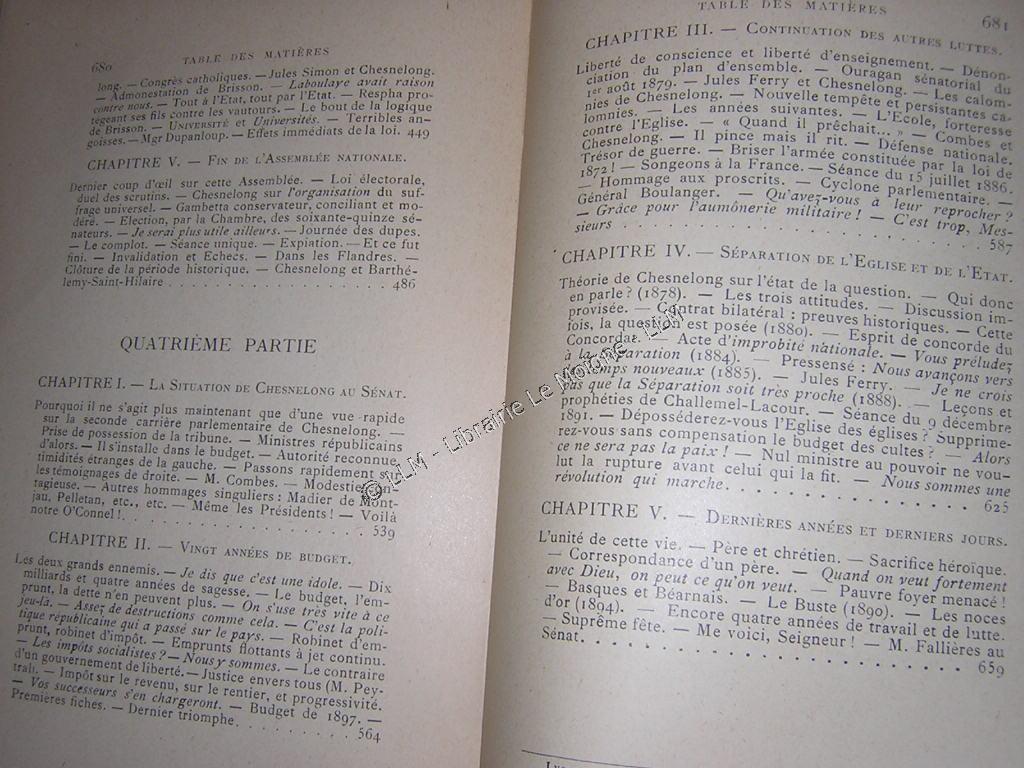 680 TABLE DES MATIÈRES
long. — Congrès catholiques. — Jules Simon et Chesnelong.
— Admonestation de Brisson. — Laboulaye avait raison
contre nous. — Tout à l'Etat, tout par l'Etat. — Respha pro-
tégeant ses fils contre les vautours. — Le bout de la logique
de Brisson. — UNIVERSITÉ et Universités. — Terribles an-
goisses. — Mgr Dupanloup. — Effets immédiats de la loi. 449
CHAPITRE V. — FIN DE L'ASSEMBLÉE NATIONALE.
Dernier coup d'œil sur cette Assemblée. — Loi électorale,
duel des scrutins. — Chesnelong sur l'organisation du suf-
frage universel. — Gambetta conservateur, conciliant et mo-
déré. — Election, par la Chambre, des soixante-quinze sé-
nateurs. — Je serai plus utile ailleurs. — Journée des dupes.
— Le complot. — Séance unique. — Expiation. — Et ce fut
fini. — Invalidation et Echecs. — Dans les Flandres. —
Clôture de la période historique. — Chesnelong et Barthé-
lemy-Saint-Hilaire . . . . . . . . . . . . . . . . 486
QUATRIÈME PARTIE
CHAPITRE I. — LA SITUATION DE CHESNELONG AU SÉNAT.
Pourquoi il ne s'agit plus maintenant que d'une vue rapide
sur la seconde carrière parlementaire de Chesnelong. —
Prise de possession de la tribune. — Ministres républicains
d'alors. — Il s'installe dans le budget. — Autorité reconnue,
timidités étranges de la gauche. — Passons rapidement sur
les témoignages de droite. — M. Combes. — Modestie con-
tagieuse. — Autres hommages singuliers : Madier de Mont-
jau, Pelletan, etc., etc. — Même les Présidents ! — Voilà
notre O'Connel ! . . . . . . . . . . . . . . . . 539
CHAPITRE II. — VINGT ANNÉES DE BUDGET.
Les deux grands ennemis. — Je dis que c'est une idole. — Dix
milliards et quatre années de sagesse. — Le budget, l'em-
prunt, la dette n'en peuvent plus. — On s'use très vite à ce
jeu-là. — Assez de destructions comme cela. — C'est la poli-
tique républicaine qui a passé sur le pays. — Robinet d'em-
prunt, robinet d'impôt. — Emprunts flottants à jet continu.
— Les impôts socialistes ? — Nous y sommes. — Le contraire
d'un gouvernement de liberté. — Justice envers tous (M. Pey-
tral). — Impôt sur le revenu, sur le rentier, et progressivité.
— Vos successeurs s'en chargeront. — Budget de 1897. —
Premières fiches. — Dernier triomphe. . . . . . . . . 564
TABLE DES MATIÈRES 681
CHAPITRE III. — CONTINUATION DES AUTRES LUTTES.
Liberté de conscience et liberté d'enseignement. — Dénon-
ciation du plan d'ensemble. — Ouragan sénatorial du
1er août 1879. — Jules Ferry et Chesnelong. — Les calom-
nies de Chesnelong. — Nouvelle tempête et persistantes ca-
lomnies. — Les années suivantes. — L'Ecole, forteresse
contre l'Eglise. — « Quand il prêchait... » — Combes et
Chesnelong. — Il pince mais il rit. — Défense nationale.
Trésor de guerre. — Briser l'armée constituée par la loi de
1872 ! — Songeons à la France. — Séance du 15 juillet 1886.
— Hommage aux proscrits. — Cyclone parlementaire. —
Général Boulanger. — Qu'avez-vous à leur reprocher ?
— Grâce pour l'aumônerie militaire ! — C'est trop, Mes-
sieurs . . . . . . . . . . . . . . . . 587
CHAPITRE IV. — SÉPARATION DE L'EGLISE ET DE L'ETAT.
Théorie de Chesnelong sur l'état de la question. — Qui donc
en parle ? (1878). — Les trois attitudes. — Discussion im-
provisée. — Contrat bilatéral : preuves historiques. — Cette
fois, la question est posée (1880). — Esprit de concorde du
Concordat. — Acte d'improbité nationale. — Vous préludez
à la Séparation (1884). — Pressensé : Nous avançons vers
les temps nouveaux (1885). — Jules Ferry. — Je ne crois
pas que la Séparation soit très proche (1888). — Leçons et
prophéties de Challemel-Lacour. — Séance du 9 décembre
1891. — Déposséderez-vous l'Eglise des églises ? Supprime-
rez-vous sans compensation le budget des cultes ? — Alors
ce ne sera pas la paix ! — Nul ministre au pouvoir ne vou-
lut la rupture avant celui qui la fit. — Nous sommes une
révolution qui marche. . . . . . . . . . . . . . . . 625
CHAPITRE V. — DERNIÈRES ANNÉES ET DERNIERS JOURS.
L'unité de cette vie. — Père et chrétien. — Sacrifice héroïque.
— Correspondance d'un père. — Quand on veut fortement
avec Dieu, on peut ce qu'on veut. — Pauvre foyer menacé !
— Basques et Béarnais. — Le Buste (1890). — Les noces
d'or (1894). — Encore quatre années de travail et de lutte.
— Suprême fête. — Me voici, Seigneur ! — M. Fallières au
Sénat. . . . . . . . . . . . . . . . 659
© LLM - Librairie Le Moigne - LLM